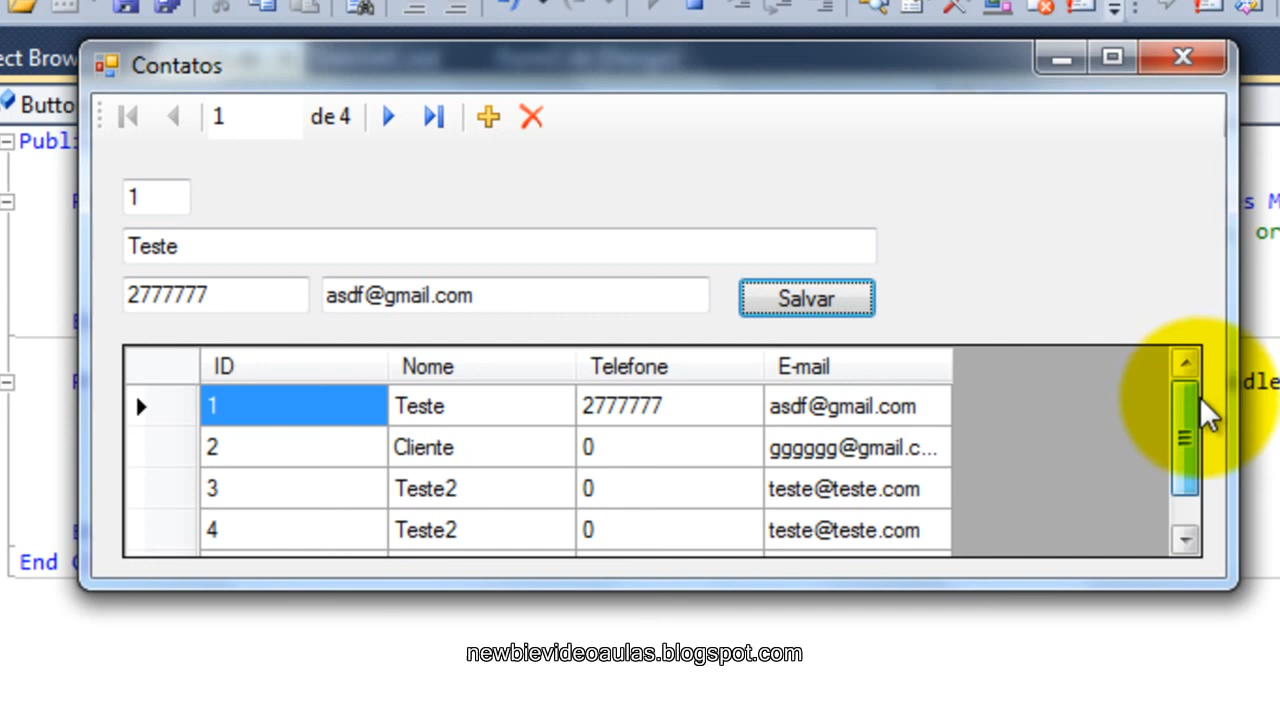 ect Brow
Contatos
Butto
1 de 4
Publi
1
s M
or
Teste
2777777 asdf@gmail.com Salvar
ID Nome Telefone E-mail
1 Teste 2777777 asdf@gmail.com
dle
2 Cliente 0 gggggg@gmail.c...
3 Teste2 0 teste@teste.com
4 Teste2 0 teste@teste.com
End
newbievideoaulas.blogspot.com